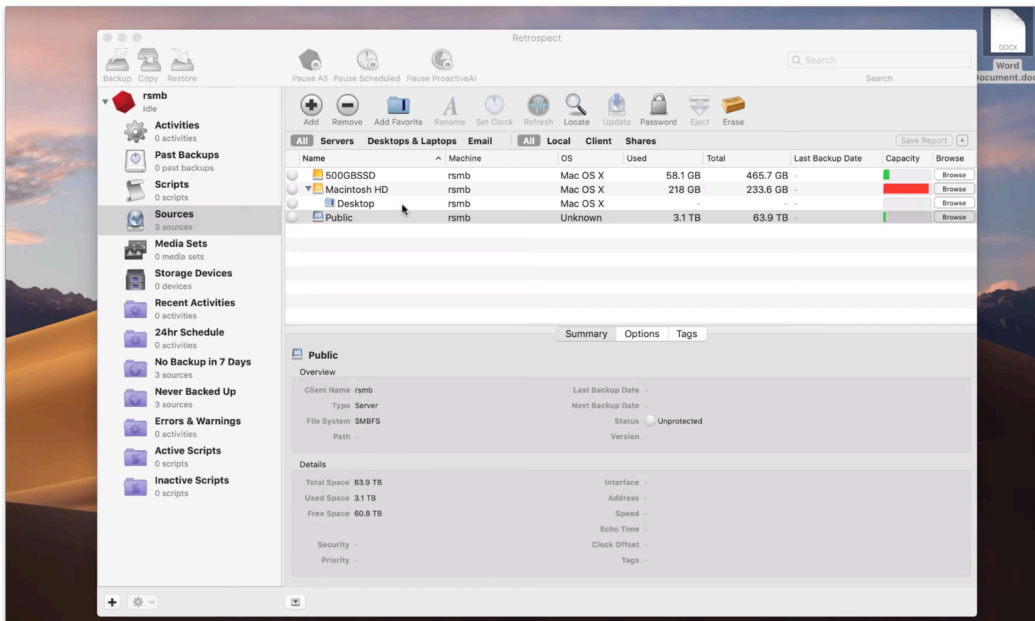 Retrospect
DOCX
Word
ocument.doc
Backup Copy Restore
Pause All Pause Scheduled Pause ProactiveAI
Search
Search
rsmb
Idle
Activities
0 activities
Past Backups
0 past backups
Scripts
0 scripts
Sources
3 sources
Media Sets
0 media sets
Storage Devices
0 devices
Recent Activities
0 activities
24hr Schedule
0 activities
No Backup in 7 Days
3 sources
Never Backed Up
3 sources
Errors & Warnings
0 activities
Active Scripts
0 scripts
Inactive Scripts
0 scripts
Add Remove Add Favorite Rename Set Clock Refresh Locate Update Password Eject Erase
All Servers Desktops & Laptops Email All Local Client Shares Save Report +
Name Machine OS Used Total Last Backup Date Capacity Browse
500GBSSD rsmb Mac OS X 58.1 GB 465.7 GB - Browse
Macintosh HD rsmb Mac OS X 218 GB 233.6 GB - Browse
Desktop rsmb Mac OS X - - - Browse
Public rsmb Unknown 3.1 TB 63.9 TB - Browse
Summary Options Tags
Public
Overview
Client Name rsmb Last Backup Date -
Type Server Next Backup Date -
File System SMBFS Status Unprotected
Path - Version -
Details
Total Space 63.9 TB Interface -
Used Space 3.1 TB Address -
Free Space 60.8 TB Speed -
Echo Time -
Security - Clock Offset -
Priority - Tags -